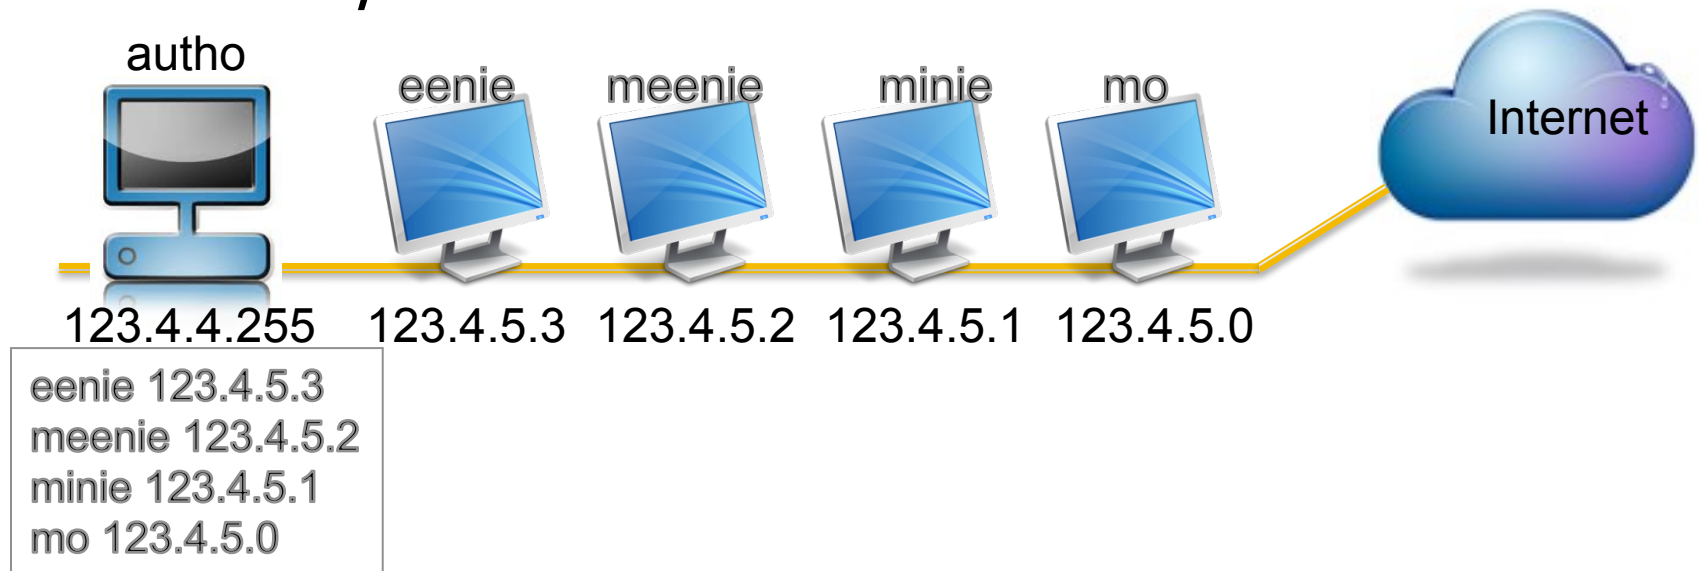 autho
eenie meenie minie mo
Internet
123.4.4.255 123.4.5.3 123.4.5.2 123.4.5.1 123.4.5.0
eenie 123.4.5.3
meenie 123.4.5.2
minie 123.4.5.1
mo 123.4.5.0